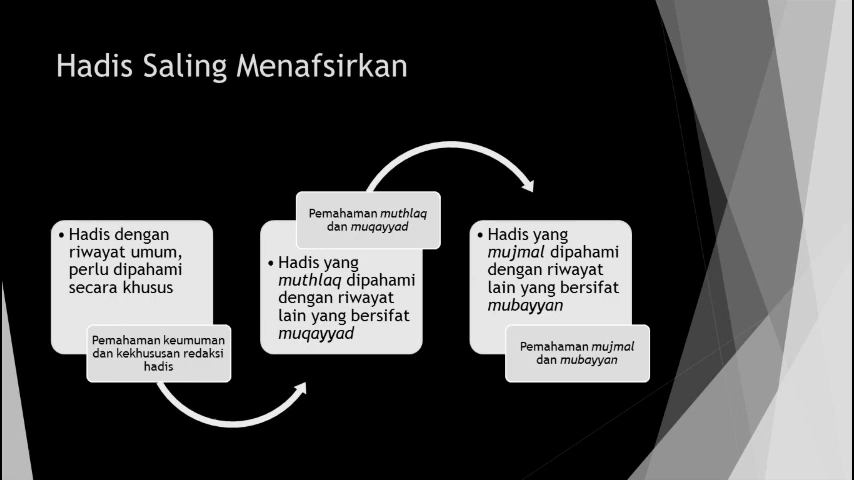 Hadis Saling Menafsirkan
• Hadis dengan
riwayat umum,
perlu dipahami
secara khusus
Pemahaman keumuman
dan kekhususan redaksi
hadis
Pemahaman muthlaq
dan muqayyad
• Hadis yang
muthlaq dipahami
dengan riwayat
lain yang bersifat
muqayyad
• Hadis yang
mujmal dipahami
dengan riwayat
lain yang bersifat
mubayyan
Pemahaman mujmal
dan mubayyan